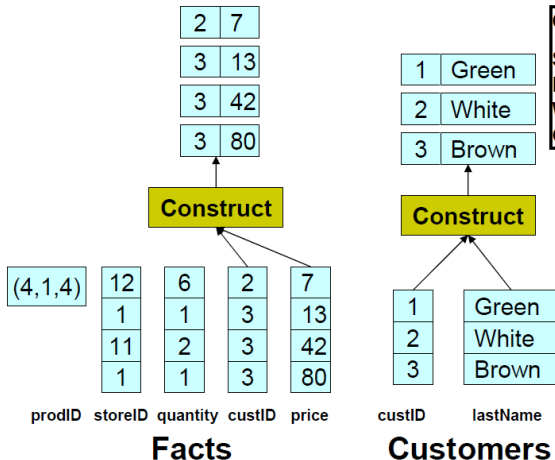 2 7
3 13
3 42
3 80
1 Green
2 White
3 Brown
Construct
Construct
(4,1,4)
12 6 2 7
1 1 3 13
11 2 3 42
1 1 3 80
1 Green
2 White
3 Brown
prodID storeID quantity custID price
custID lastName
Facts
Customers